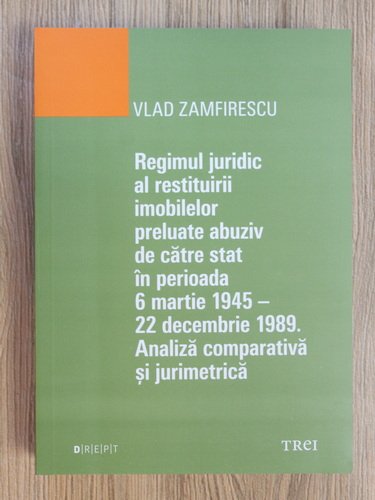 VLAD ZAMFIRESCU
Regimul juridic
al restituirii
imobilelor
preluate abuziv
de către stat
în perioada
6 martie 1945 –
22 decembrie 1989.
Analiză comparativă
și jurimetrică
D|R|E|P|T
TREI